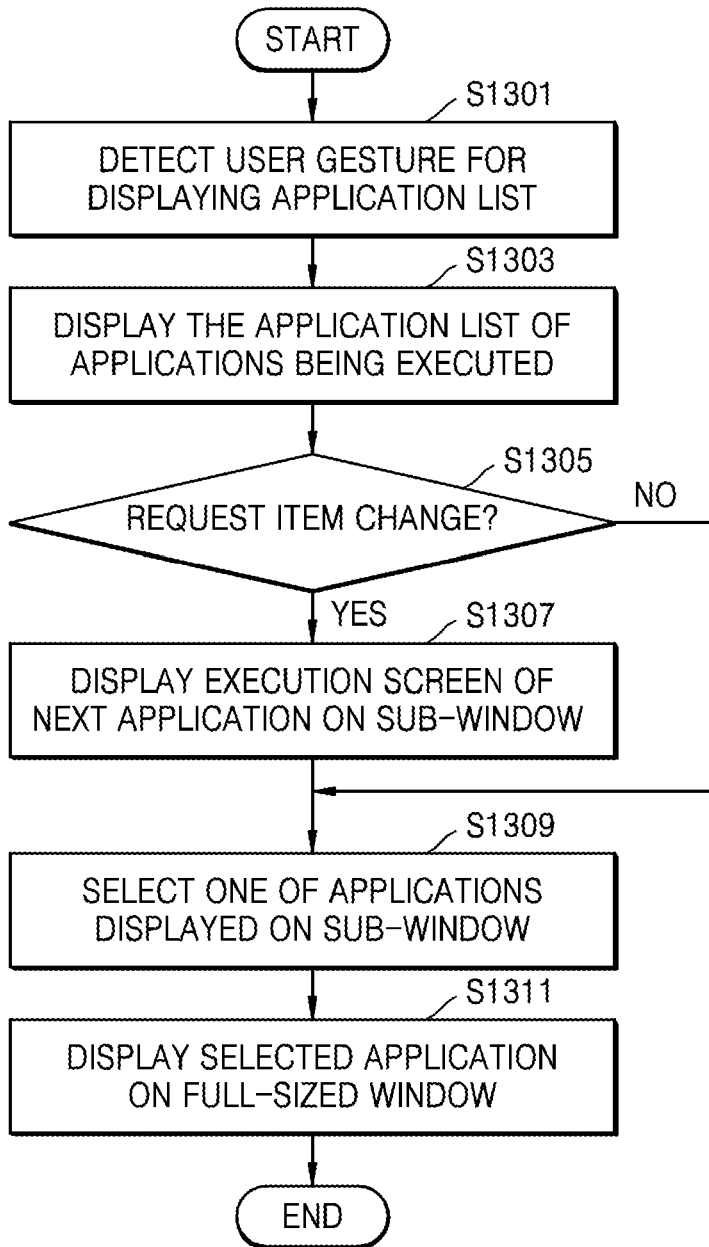 START
S1301
DETECT USER GESTURE FOR
DISPLAYING APPLICATION LIST
S1303
DISPLAY THE APPLICATION LIST OF
APPLICATIONS BEING EXECUTED
S1305
REQUEST ITEM CHANGE?
NO
YES
S1307
DISPLAY EXECUTION SCREEN OF
NEXT APPLICATION ON SUB-WINDOW
S1309
SELECT ONE OF APPLICATIONS
DISPLAYED ON SUB-WINDOW
S1311
DISPLAY SELECTED APPLICATION
ON FULL-SIZED WINDOW
END